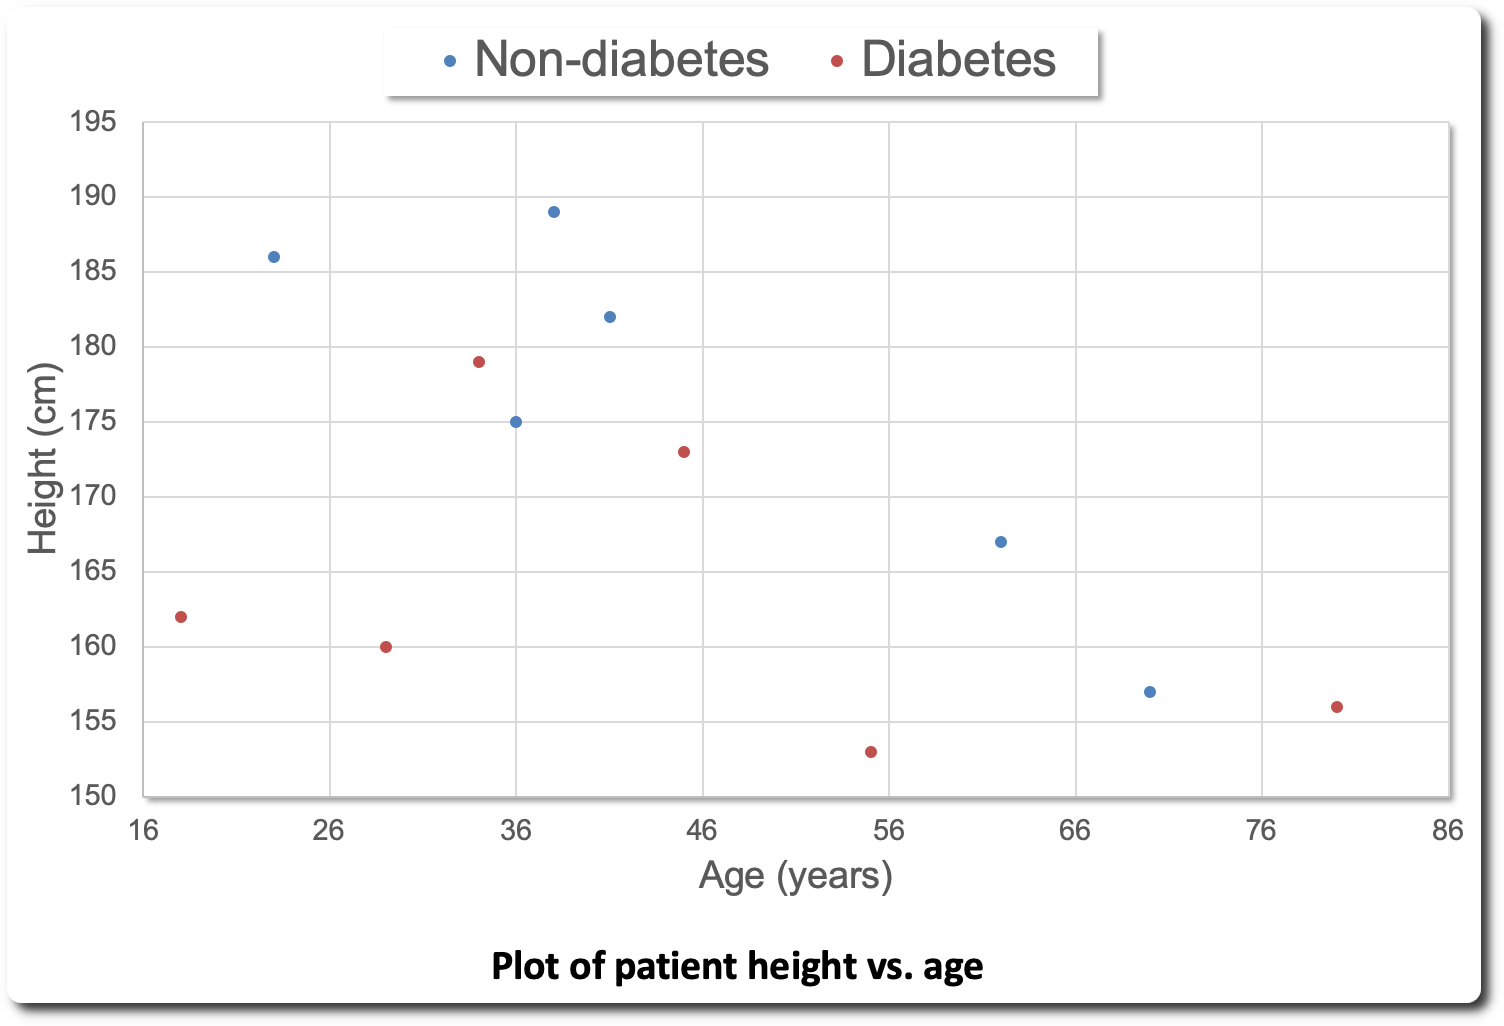 Non-diabetes Diabetes
195
190
185
180
175
170
165
160
155
150
Height (cm)
16 26 36 46 56 66 76 86
Age (years)
Plot of patient height vs. age